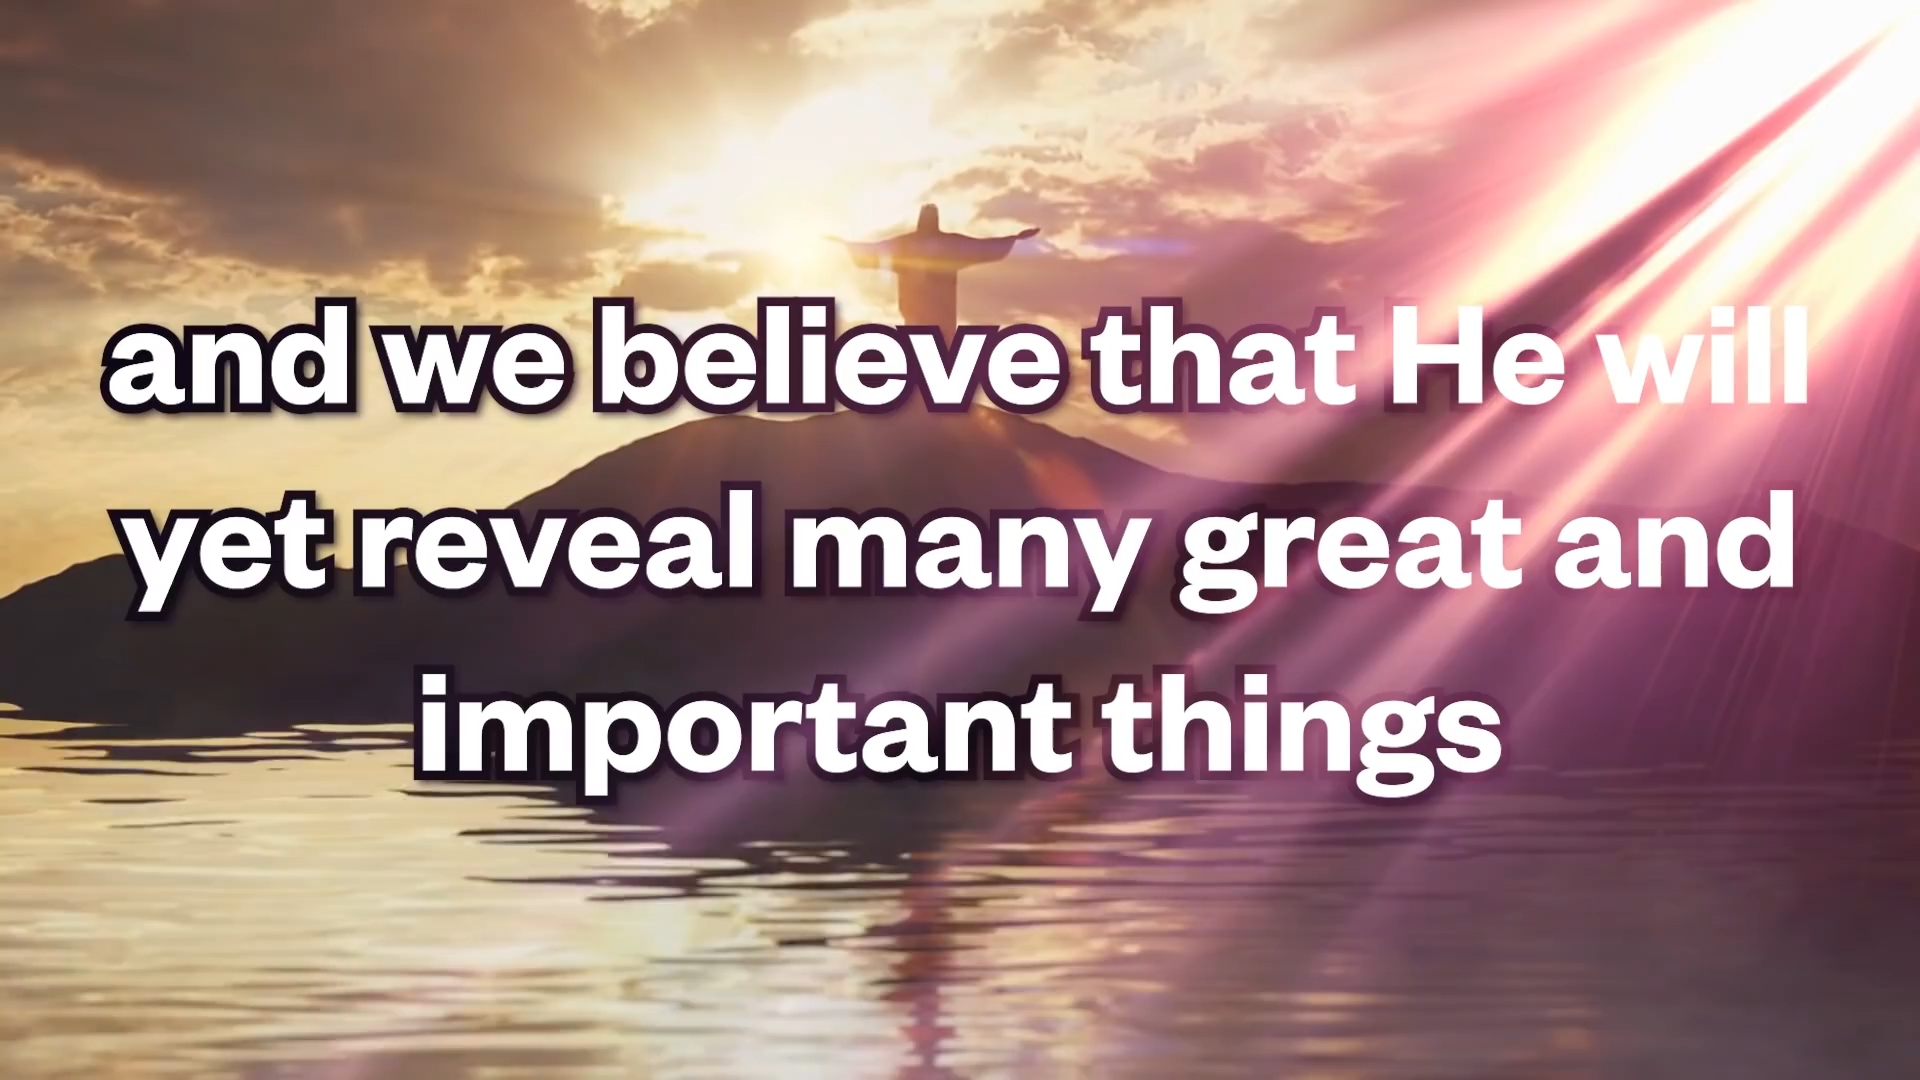 and we believe that He will
yet reveal many great and
important things